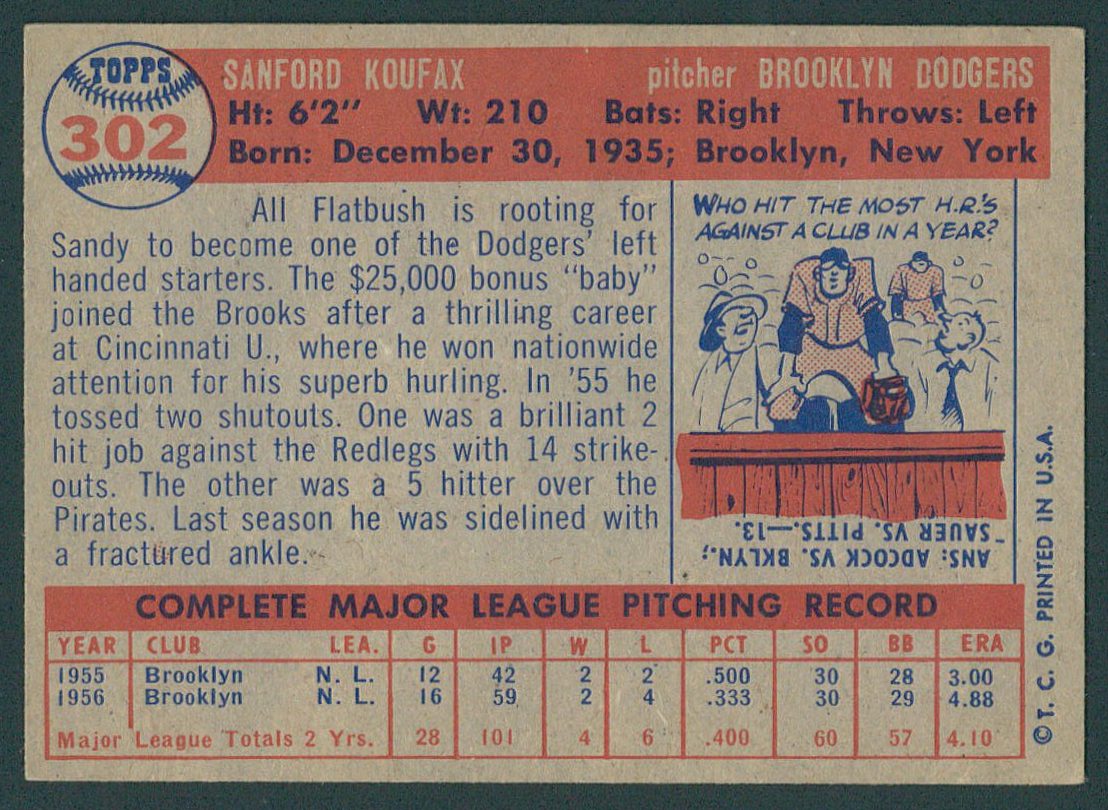 TOPPS
302
SANFORD KOUFAX pitcher BROOKLYN DODGERS
Ht: 6'2" Wt: 210 Bats: Right Throws: Left
Born: December 30, 1935; Brooklyn, New York
All Flatbush is rooting for
Sandy to become one of the Dodgers' left
handed starters. The $25,000 bonus "baby"
joined the Brooks after a thrilling career
at Cincinnati U., where he won nationwide
attention for his superb hurling. In '55 he
tossed two shutouts. One was a brilliant 2
hit job against the Redlegs with 14 strike-
outs. The other was a 5 hitter over the
Pirates. Last season he was sidelined with
a fractured ankle.
WHO HIT THE MOST H.R.'S
AGAINST A CLUB IN A YEAR?
ANS: ADCOCK VS. BKLYN.;
SAUER VS. PITTS.—13.
COMPLETE MAJOR LEAGUE PITCHING RECORD
YEAR CLUB LEA. G IP W L PCT SO BB ERA
1955 Brooklyn N. L. 12 42 2 2 .500 30 28 3.00
1956 Brooklyn N. L. 16 59 2 4 .333 30 29 4.88
Major League Totals 2 Yrs. 28 101 4 6 .400 60 57 4.10
© T. C. G. PRINTED IN U.S.A.